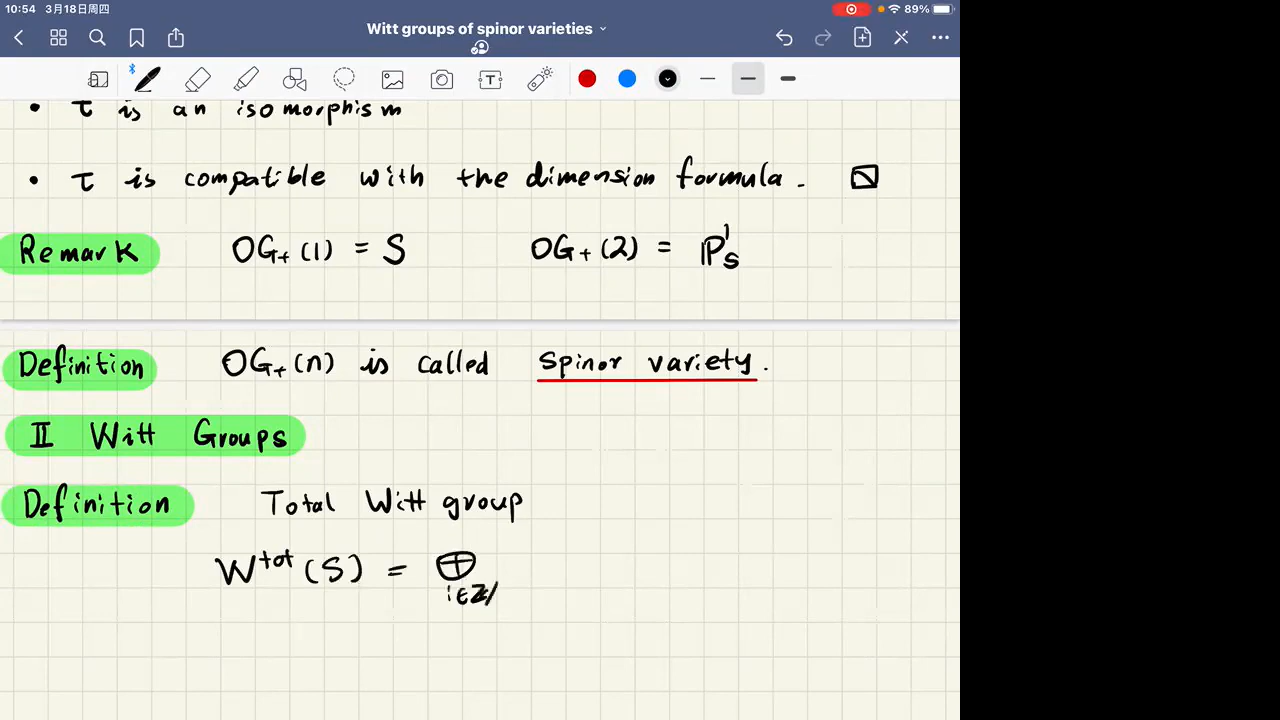 10:54 3月18日周四 89%
Witt groups of spinor varieties
T
• τ is an isomorphism
• τ is compatible with the dimension formula.
Remark OG₊(1) = S OG₊(2) = ℙ¹_S
Definition OG₊(n) is called Spinor variety.
II Witt Groups
Definition Total Witt group
W^tot (S) = ⊕
i∈ℤ/